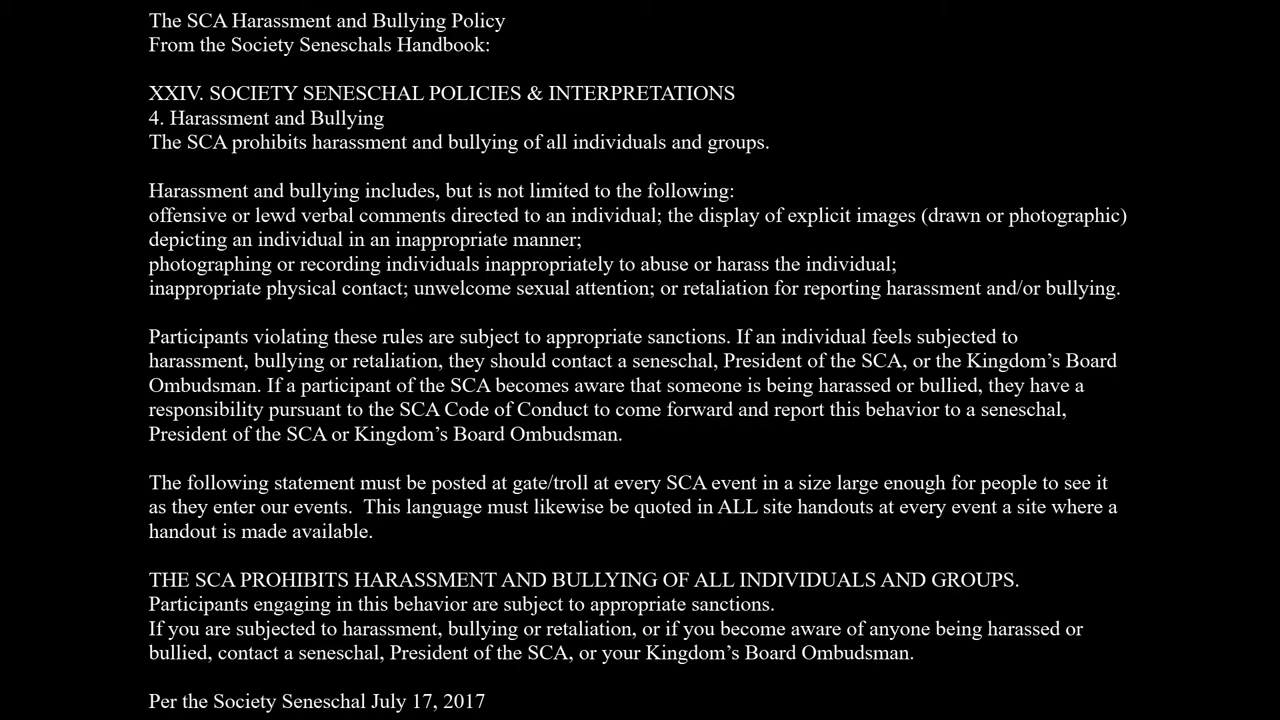 The SCA Harassment and Bullying Policy
From the Society Seneschals Handbook:
XXIV. SOCIETY SENESCHAL POLICIES & INTERPRETATIONS
4. Harassment and Bullying
The SCA prohibits harassment and bullying of all individuals and groups.
Harassment and bullying includes, but is not limited to the following:
offensive or lewd verbal comments directed to an individual; the display of explicit images (drawn or photographic)
depicting an individual in an inappropriate manner;
photographing or recording individuals inappropriately to abuse or harass the individual;
inappropriate physical contact; unwelcome sexual attention; or retaliation for reporting harassment and/or bullying.
Participants violating these rules are subject to appropriate sanctions. If an individual feels subjected to
harassment, bullying or retaliation, they should contact a seneschal, President of the SCA, or the Kingdom’s Board
Ombudsman. If a participant of the SCA becomes aware that someone is being harassed or bullied, they have a
responsibility pursuant to the SCA Code of Conduct to come forward and report this behavior to a seneschal,
President of the SCA or Kingdom’s Board Ombudsman.
The following statement must be posted at gate/troll at every SCA event in a size large enough for people to see it
as they enter our events.  This language must likewise be quoted in ALL site handouts at every event a site where a
handout is made available.
THE SCA PROHIBITS HARASSMENT AND BULLYING OF ALL INDIVIDUALS AND GROUPS.
Participants engaging in this behavior are subject to appropriate sanctions.
If you are subjected to harassment, bullying or retaliation, or if you become aware of anyone being harassed or
bullied, contact a seneschal, President of the SCA, or your Kingdom’s Board Ombudsman.
Per the Society Seneschal July 17, 2017